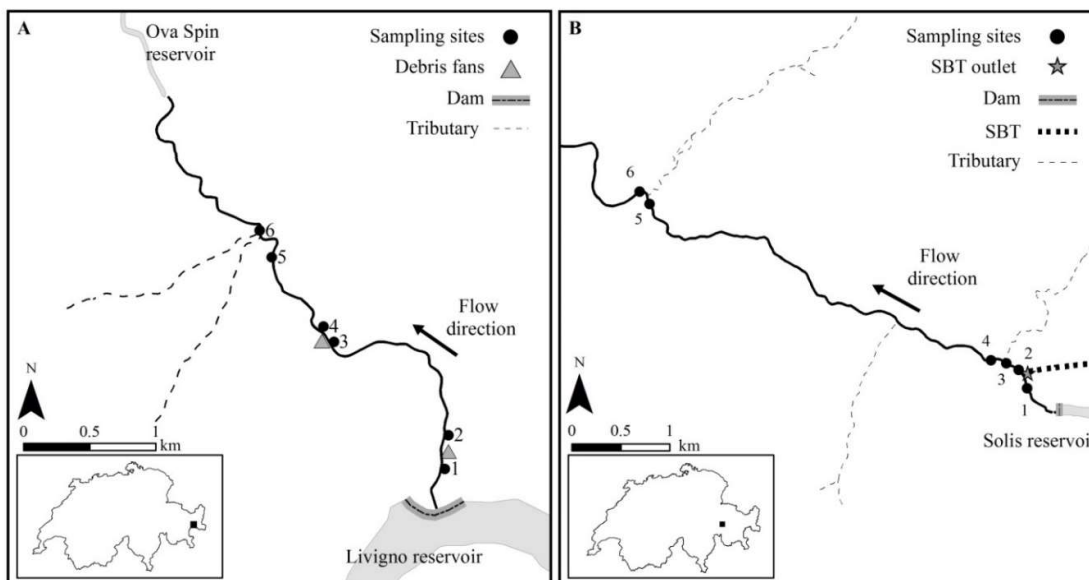 A
Ova Spin
reservoir
Sampling sites
Debris fans
Dam
Tributary
6
5
4
3
Flow
direction
2
1
N
0 0.5 1
km
Livigno reservoir
B
Sampling sites
SBT outlet
Dam
SBT
Tributary
6
5
Flow
direction
4
3
2
1
N
0 0.5 1
km
Solis reservoir